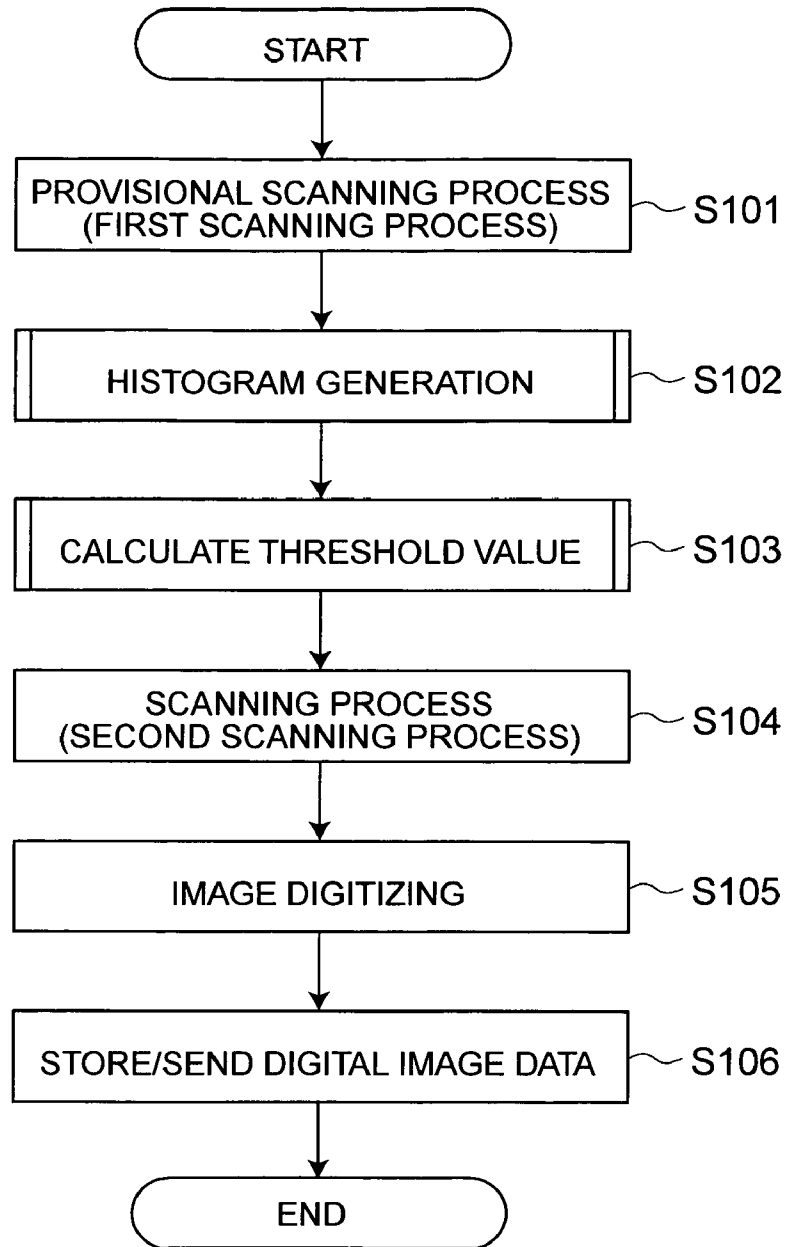 START
PROVISIONAL SCANNING PROCESS
(FIRST SCANNING PROCESS)
S101
HISTOGRAM GENERATION
S102
CALCULATE THRESHOLD VALUE
S103
SCANNING PROCESS
(SECOND SCANNING PROCESS)
S104
IMAGE DIGITIZING
S105
STORE/SEND DIGITAL IMAGE DATA
S106
END